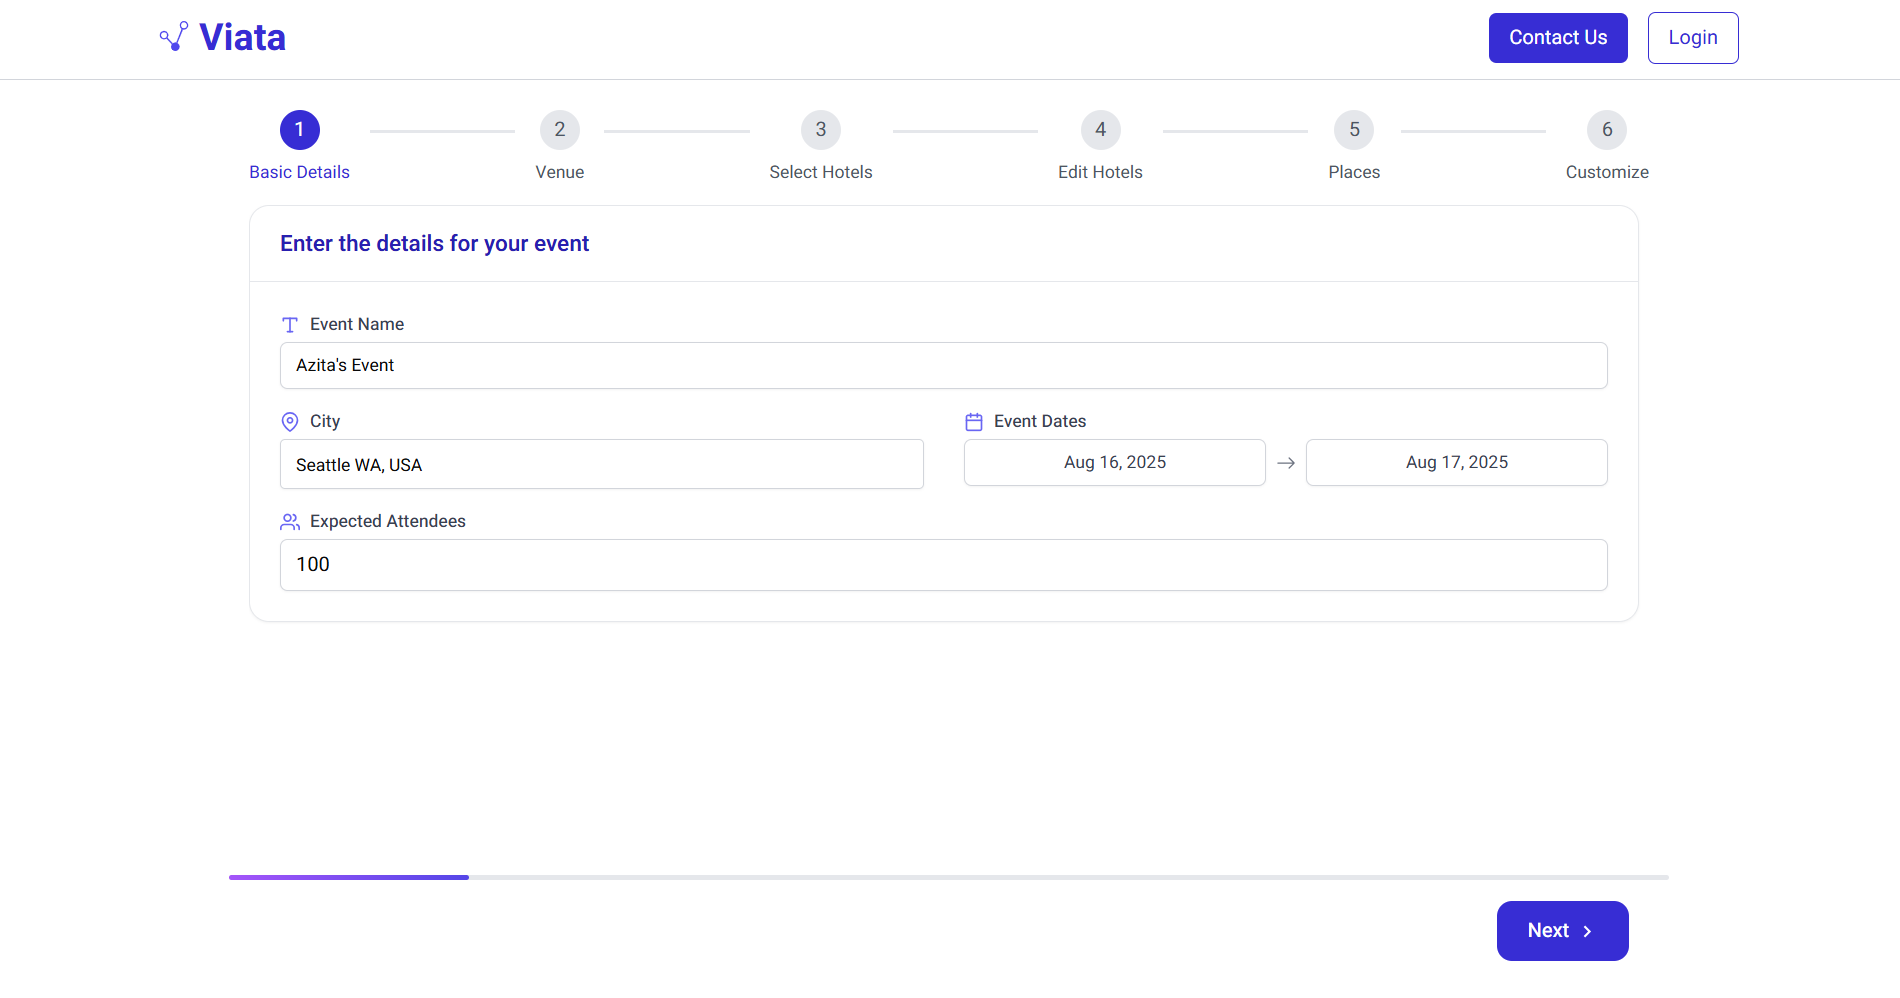 Viata
Contact Us
Login
1
2
3
4
5
6
Basic Details
Venue
Select Hotels
Edit Hotels
Places
Customize
Enter the details for your event
Event Name
Azita's Event
City
Event Dates
Seattle WA, USA
Aug 16, 2025
Aug 17, 2025
Expected Attendees
100
Next